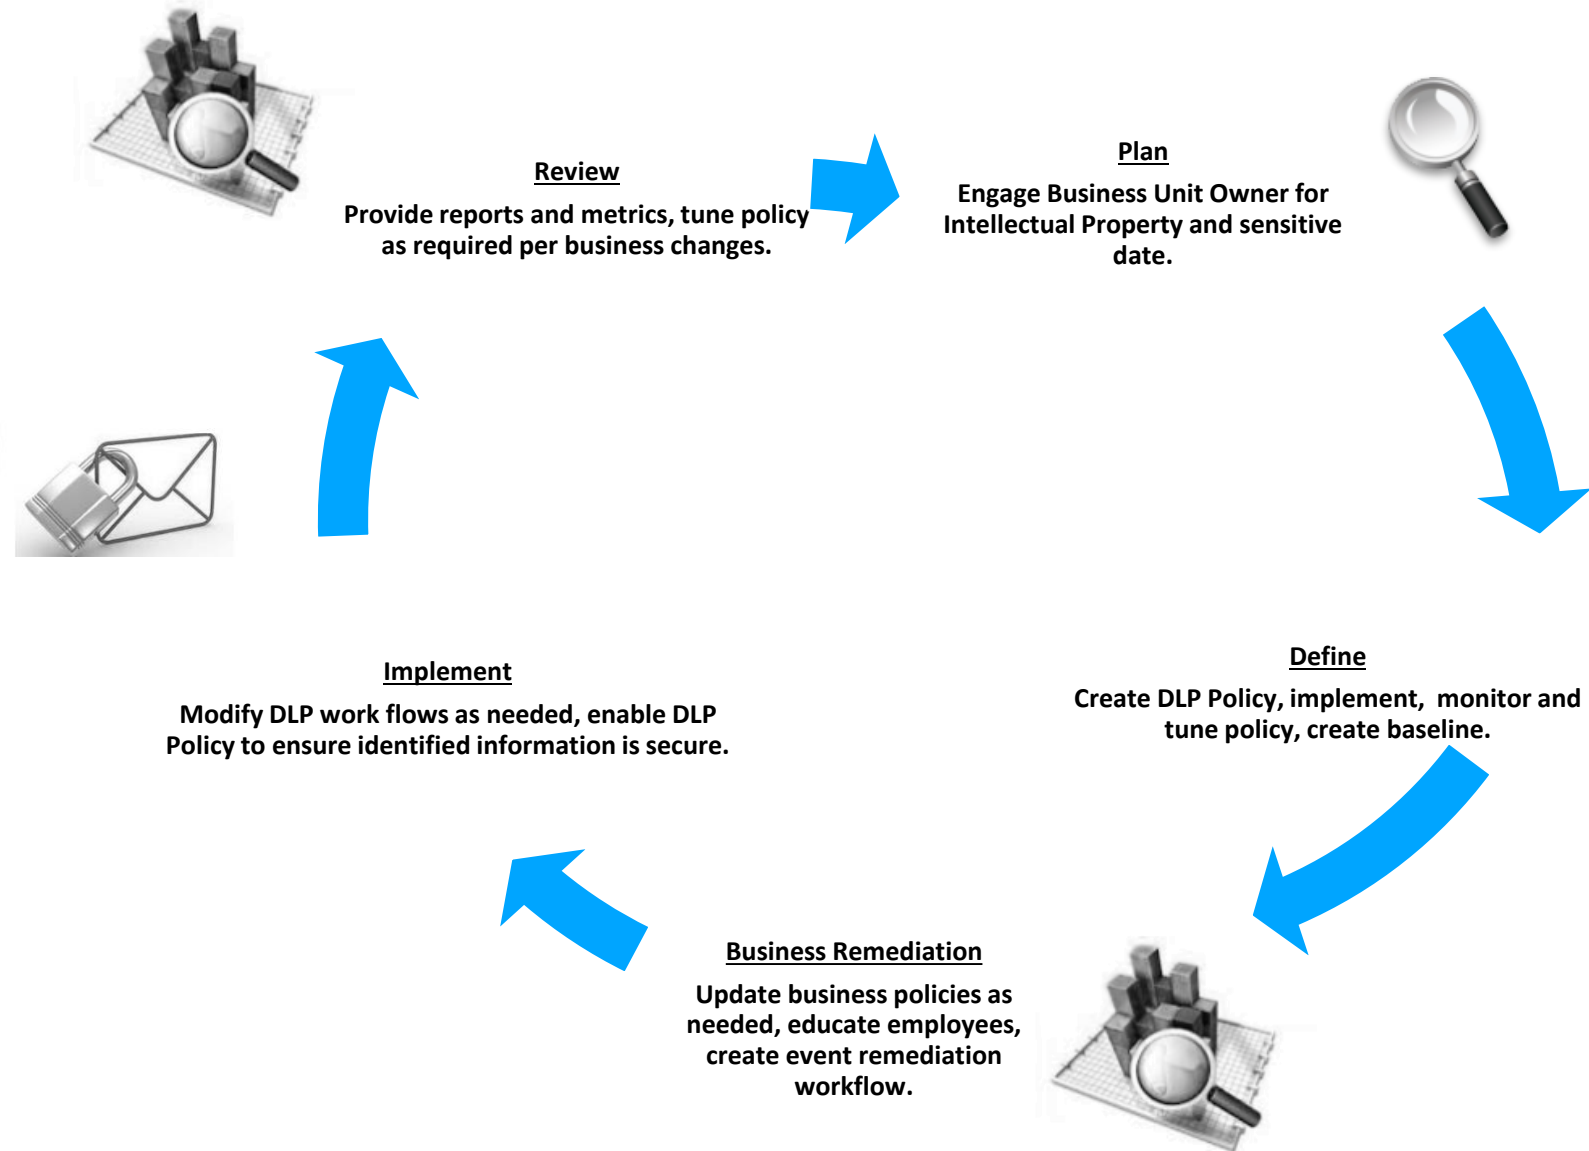 Review
Provide reports and metrics, tune policy
as required per business changes.
Plan
Engage Business Unit Owner for
Intellectual Property and sensitive
date.
Define
Create DLP Policy, implement,  monitor and
tune policy, create baseline.
Business Remediation
Update business policies as
needed, educate employees,
create event remediation
workflow.
Implement
Modify DLP work flows as needed, enable DLP
Policy to ensure identified information is secure.